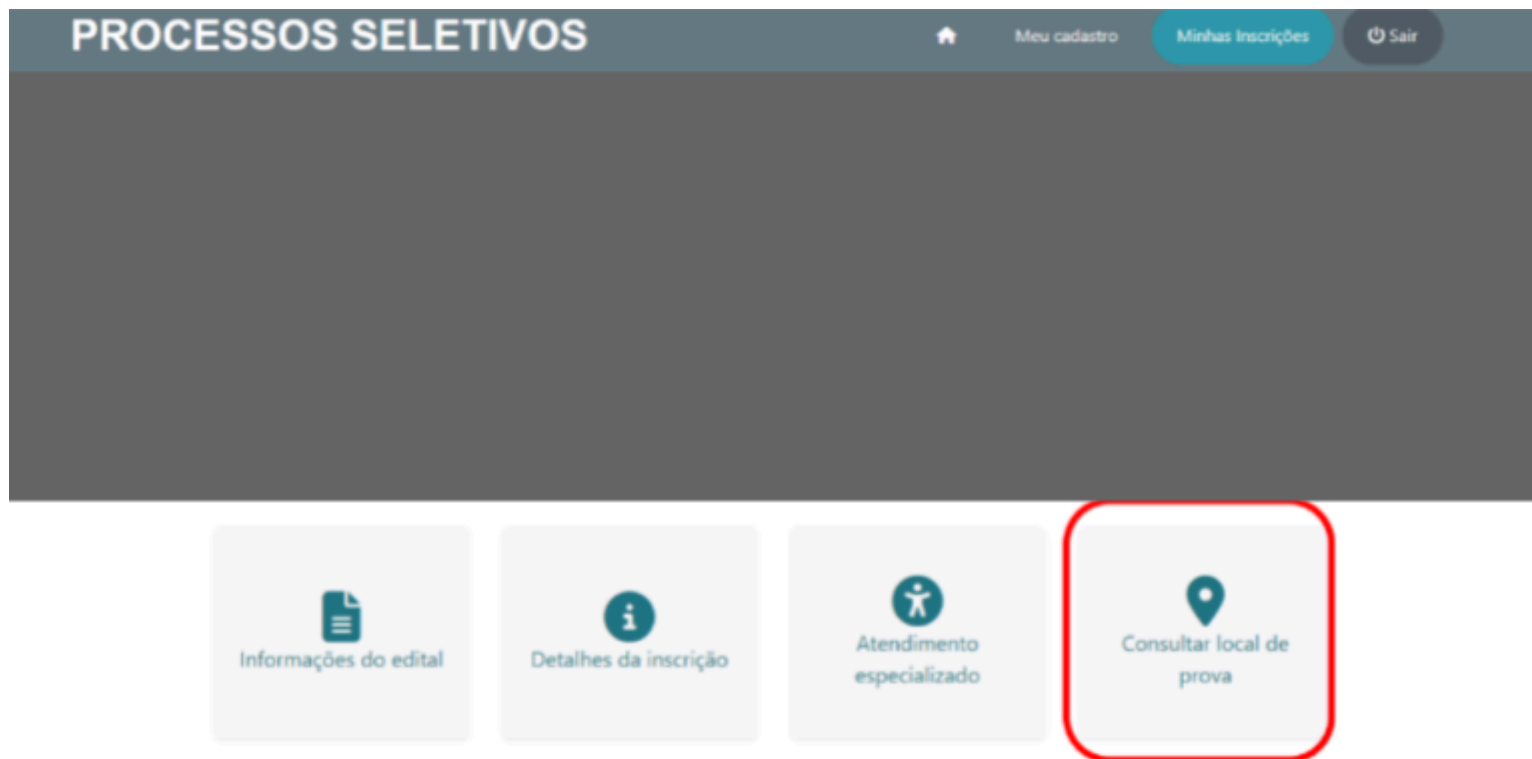 PROCESSOS SELETIVOS
Meu cadastro
Minhas Inscrições
Sair
Informações do edital
Detalhes da inscrição
Atendimento
especializado
Consultar local de
prova